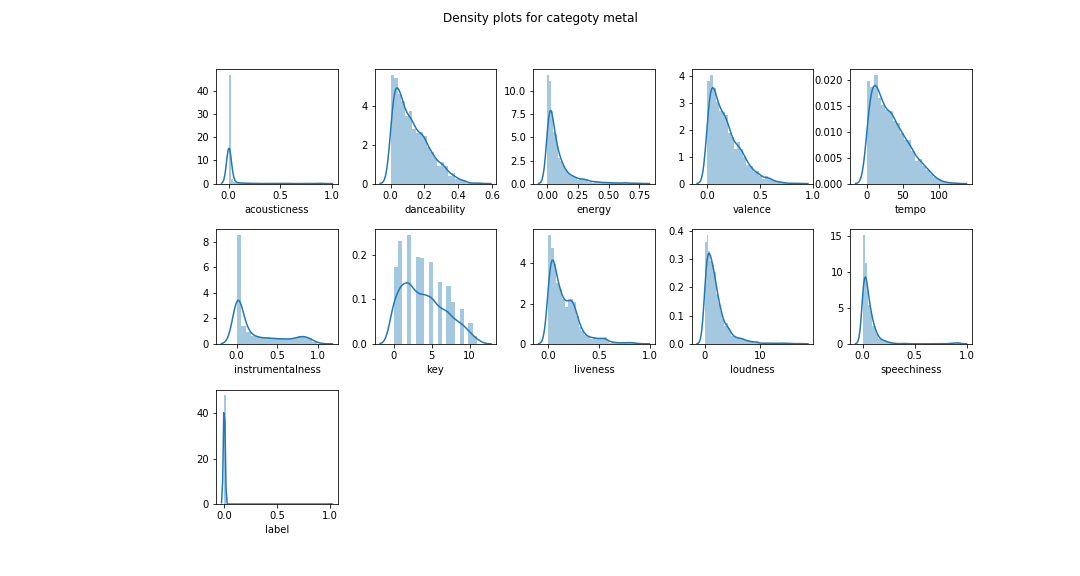 Density plots for categoty metal
40
30
20
10
0
0.0 0.5 1.0
acousticness
4
2
0
0.0 0.2 0.4 0.6
danceability
10.0
7.5
5.0
2.5
0.0
0.00 0.25 0.50 0.75
energy
4
3
2
1
0
0.0 0.5 1.0
valence
0.020
0.015
0.010
0.005
0.000
0 50 100
tempo
8
6
4
2
0
0.0 0.5 1.0
instrumentalness
0.2
0.1
0.0
0 5 10
key
4
2
0
0.0 0.5 1.0
liveness
0.4
0.3
0.2
0.1
0.0
0 10
loudness
15
10
5
0
0.0 0.5 1.0
speechiness
40
20
0
0.0 0.5 1.0
label